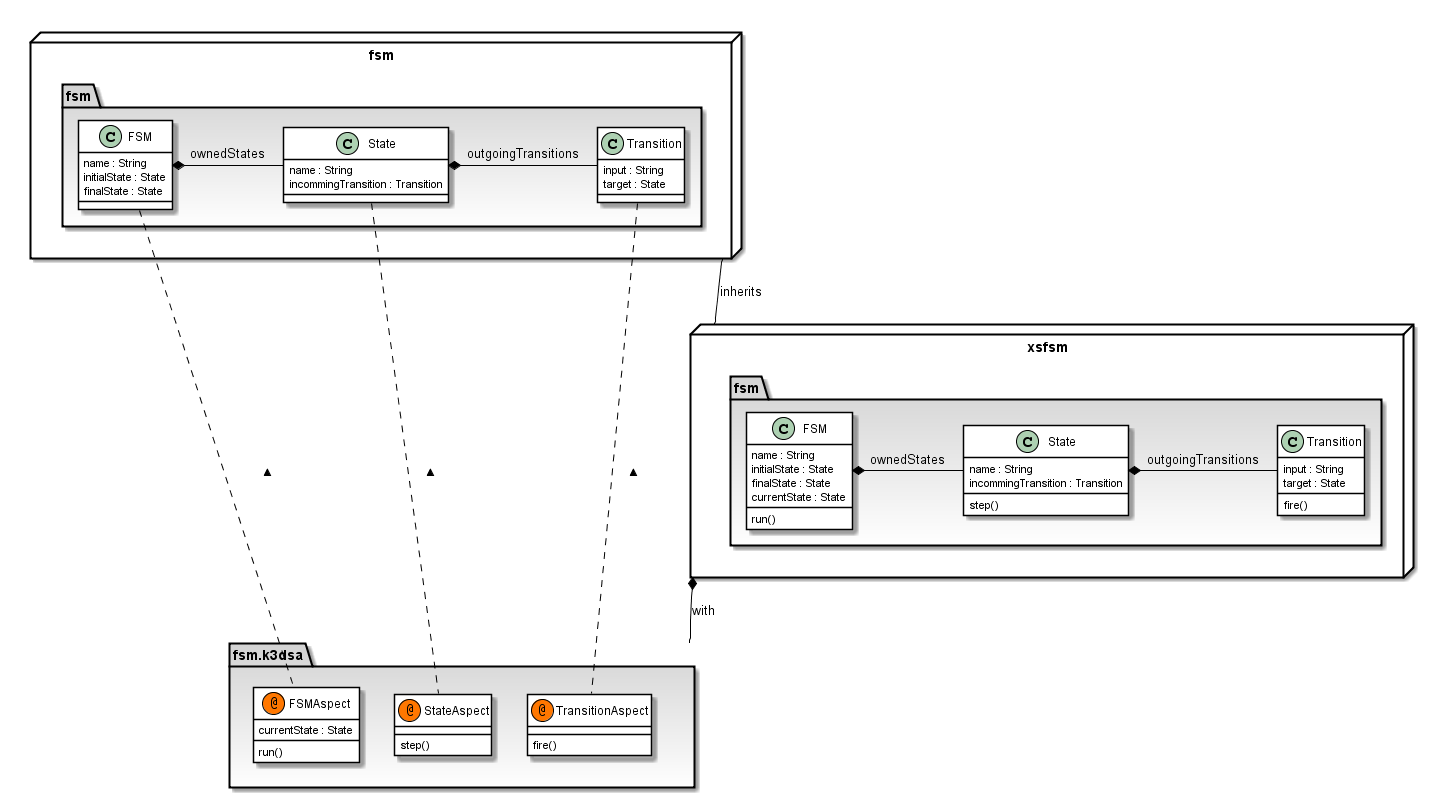 fsm
fsm
C FSM
name : String
initialState : State
finalState : State
ownedStates
C State
name : String
incommingTransition : Transition
outgoingTransitions
C Transition
input : String
target : State
inherits
xsfsm
fsm
C FSM
name : String
initialState : State
finalState : State
currentState : State
run()
ownedStates
C State
name : String
incommingTransition : Transition
step()
outgoingTransitions
C Transition
input : String
target : State
fire()
with
fsm.k3dsa
@ FSMAspect
currentState : State
run()
@ StateAspect
step()
@ TransitionAspect
fire()